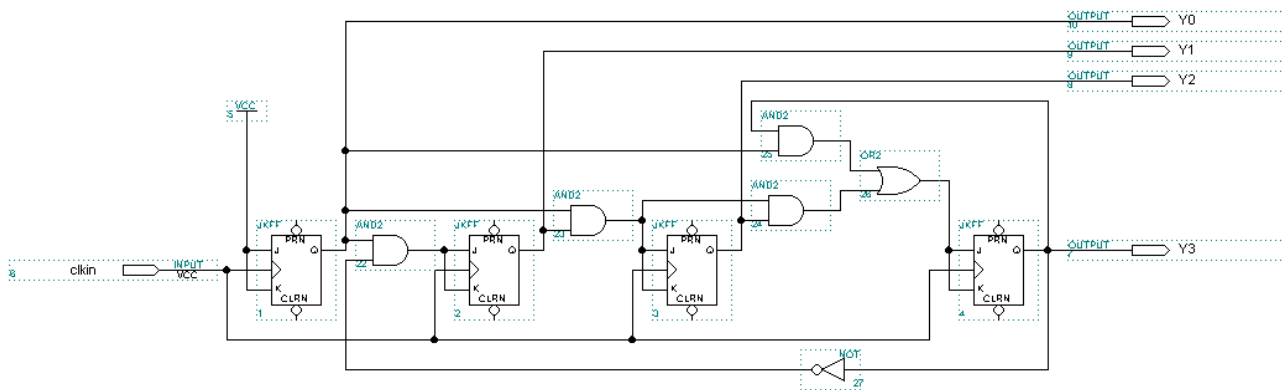 OUTPUT Y0
10
OUTPUT Y1
9
OUTPUT Y2
8
VCC
5
AND2
25
OR2
26
AND2
23
AND2
24
JKFF
PRN
J Q
K
CLRN
1
AND2
22
JKFF
PRN
J Q
K
CLRN
2
JKFF
PRN
J Q
K
CLRN
3
JKFF
PRN
J Q
K
CLRN
4
OUTPUT Y3
7
clkin INPUT
VCC
6
NOT
27